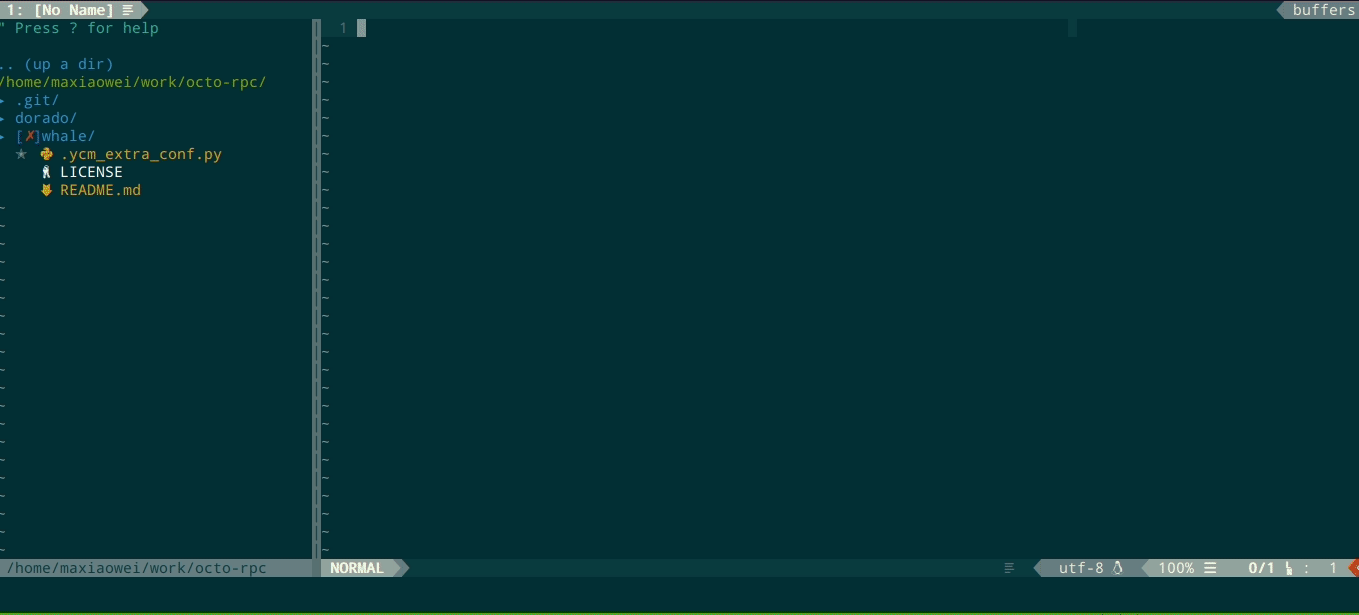 1: [No Name]
buffers
" Press ? for help
1
.. (up a dir)
/home/maxiaowei/work/octo-rpc/
▸ .git/
▸ dorado/
▸ [✗]whale/
✭ .ycm_extra_conf.py
LICENSE
README.md
/home/maxiaowei/work/octo-rpc
NORMAL
utf-8
100% ☰ 0/1 : 1